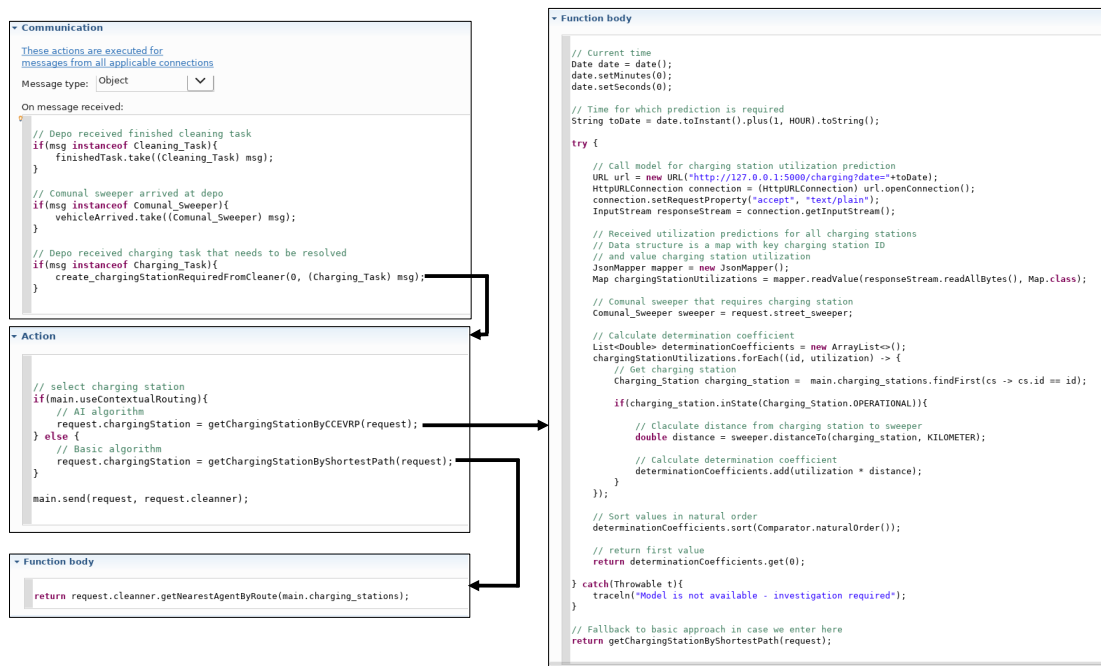 Communication
These actions are executed for
messages from all applicable connections
Message type: Object
On message received:
// Depo received finished cleaning task
if(msg instanceof Cleaning_Task){
finishedTask.take((Cleaning_Task) msg);
}
// Comunal sweeper arrived at depo
if(msg instanceof Comunal_Sweeper){
vehicleArrived.take((Comunal_Sweeper) msg);
}
// Depo received charging task that needs to be resolved
if(msg instanceof Charging_Task){
create_chargingStationRequiredFromCleaner(0, (Charging_Task) msg);
}
Action
// select charging station
if(main.useContextualRouting){
// AI algorithm
request.chargingStation = getChargingStationByCCEVRP(request);
} else {
// Basic algorithm
request.chargingStation = getChargingStationByShortestPath(request);
}
main.send(request, request.cleanner);
Function body
return request.cleanner.getNearestAgentByRoute(main.charging_stations);
Function body
// Current time
Date date = date();
date.setMinutes(0);
date.setSeconds(0);
// Time for which prediction is required
String toDate = date.toInstant().plus(1, HOUR).toString();
try {
// Call model for charging station utilization prediction
URL url = new URL("http://127.0.0.1:5000/charging?date="+toDate);
HttpURLConnection connection = (HttpURLConnection) url.openConnection();
connection.setRequestProperty("accept", "text/plain");
InputStream responseStream = connection.getInputStream();
// Received utilization predictions for all charging stations
// Data structure is a map with key charging station ID
// and value charging station utilization
JsonMapper mapper = new JsonMapper();
Map chargingStationUtilizations = mapper.readValue(responseStream.readAllBytes(), Map.class);
// Comunal sweeper that requires charging station
Comunal_Sweeper sweeper = request.street_sweeper;
// Calculate determination coefficient
List<Double> determinationCoefficients = new ArrayList<>();
chargingStationUtilizations.forEach((id, utilization) -> {
// Get charging station
Charging_Station charging_station =  main.charging_stations.findFirst(cs -> cs.id == id);
if(charging_station.inState(Charging_Station.OPERATIONAL)){
// Claculate distance from charging station to sweeper
double distance = sweeper.distanceTo(charging_station, KILOMETER);
// Calculate determination coefficient
determinationCoefficients.add(utilization * distance);
}
});
// Sort values in natural order
determinationCoefficients.sort(Comparator.naturalOrder());
// return first value
return determinationCoefficients.get(0);
} catch(Throwable t){
traceln("Model is not available - investigation required");
}
// Fallback to basic approach in case we enter here
return getChargingStationByShortestPath(request);